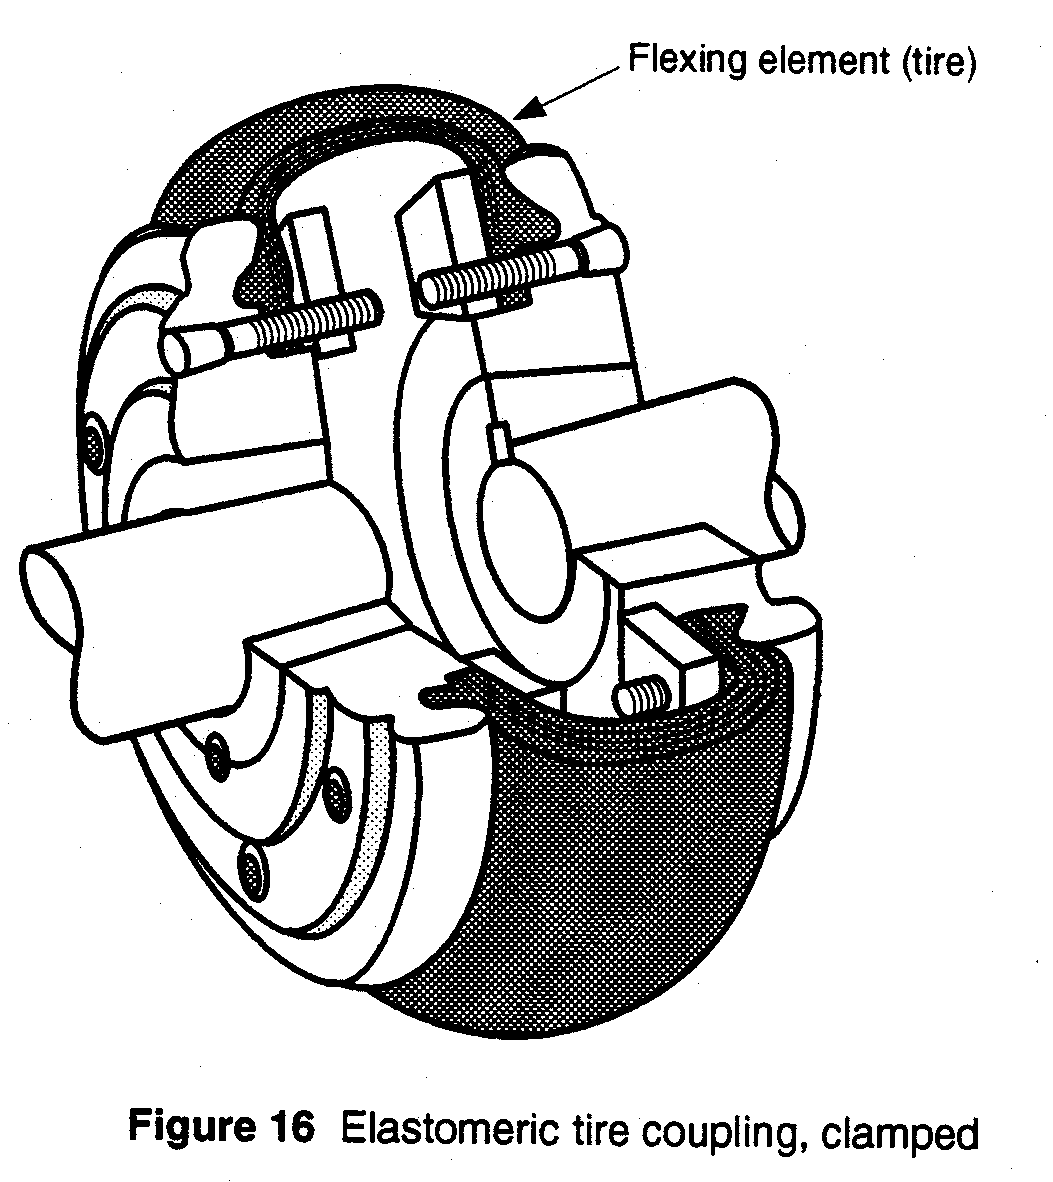 Flexing element (tire)
Figure 16 Elastomeric tire coupling, clamped